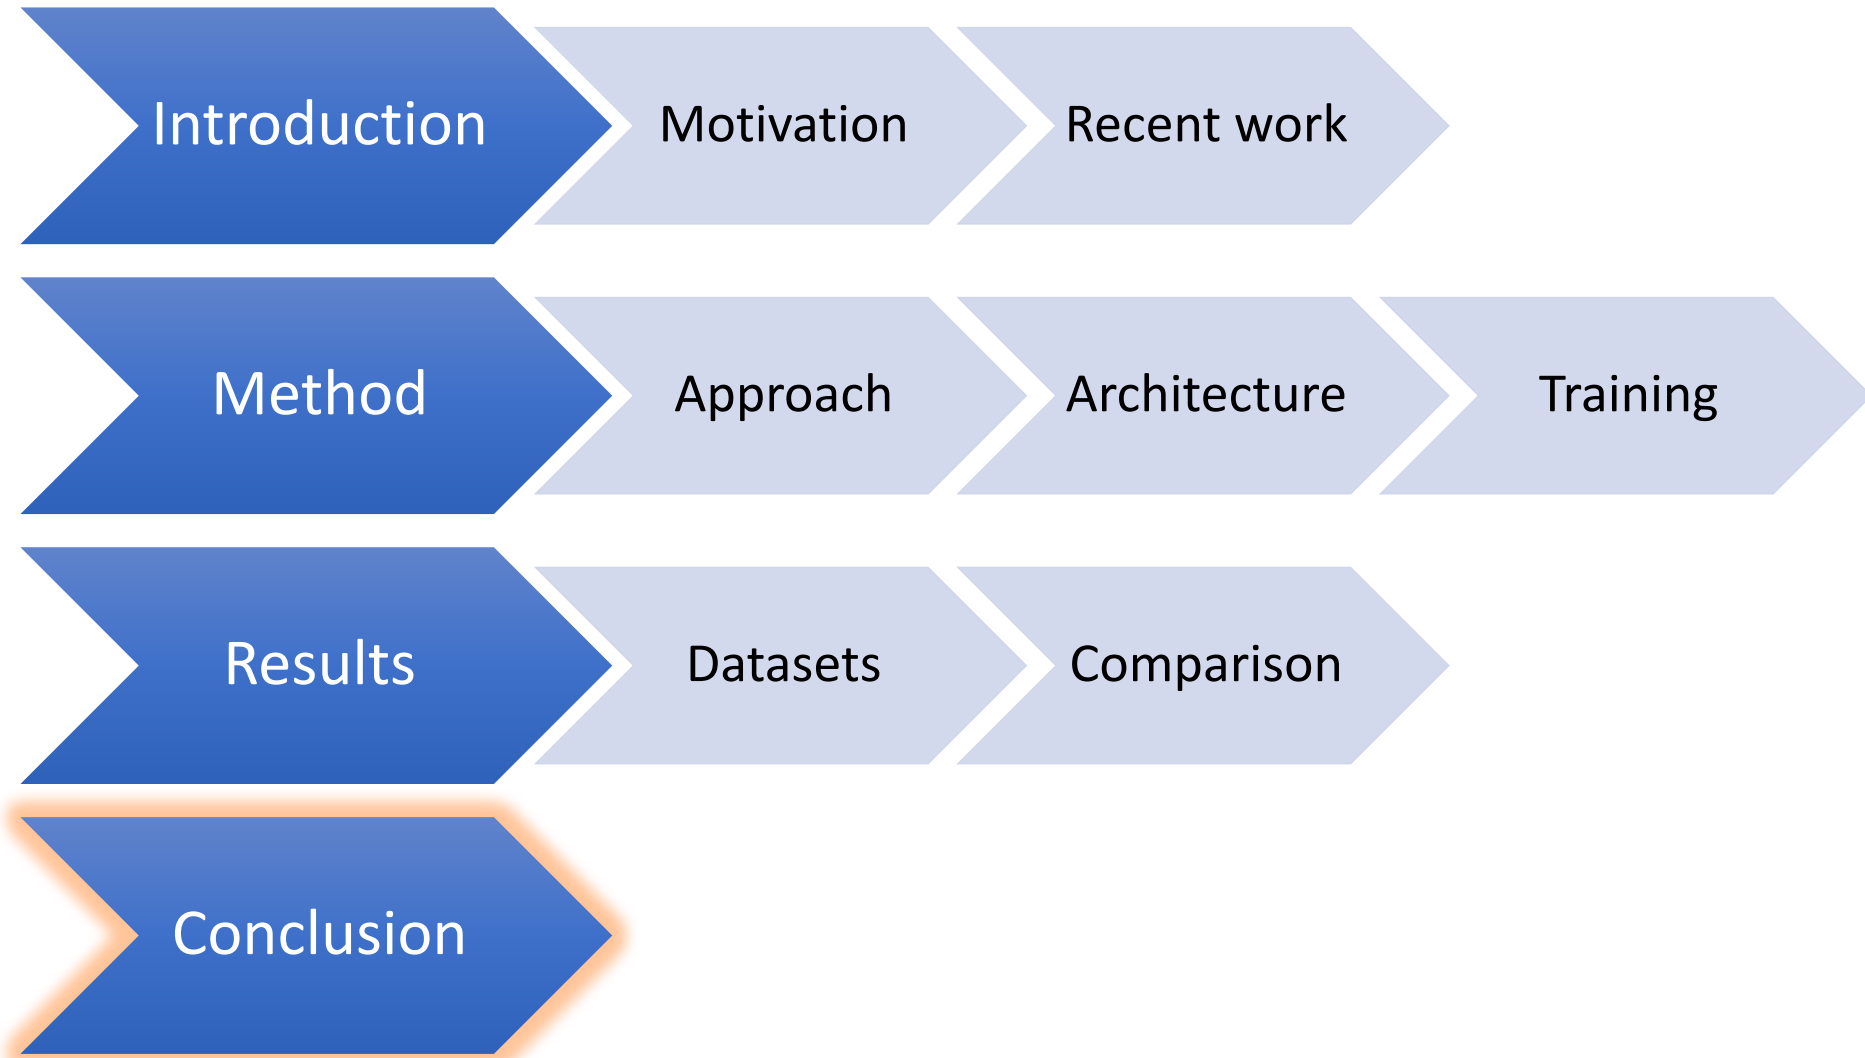 Introduction
Motivation
Recent work
Method
Approach
Architecture
Training
Results
Datasets
Comparison
Conclusion